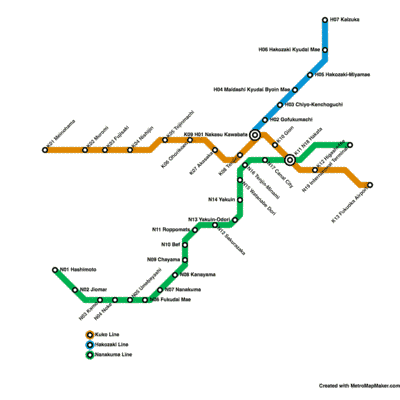 H07 Kaizuka
H06 Hakozaki Kyudai Mae
H05 Hakozaki-Miyamae
H04 Maidashi Kyudai Byoin Mae
H03 Chiyo-Kenchoguchi
H02 Gofukumachi
K09 H01 Nakasu Kawabata
K01 Meinohama
K02 Muromi
K03 Fujisaki
K04 Nishijin
K05 Tojinmachi
K06 Ohorikoen
K07 Akasaka
K08 Tenjin
K10 Gion
K11 N18 Hakata
K12 Higashi-Hie
K13 Fukuoka Airport
N19 International Terminal
N17 Canal City
N16 Tenjin-Minami
N15 Watanabe Dori
N14 Yakuin
N13 Yakuin-Odori
N12 Sakurazaka
N11 Roppomatsu
N10 Bef
N09 Chayama
N08 Kanayama
N07 Nanakuma
N06 Fukudai Mae
N05 Umebayashi
N04 Noke
N03 Kamo
N02 Jiomar
N01 Hashimoto
Kuko Line
Hakozaki Line
Nanakuma Line
Created with MetroMapMaker.com